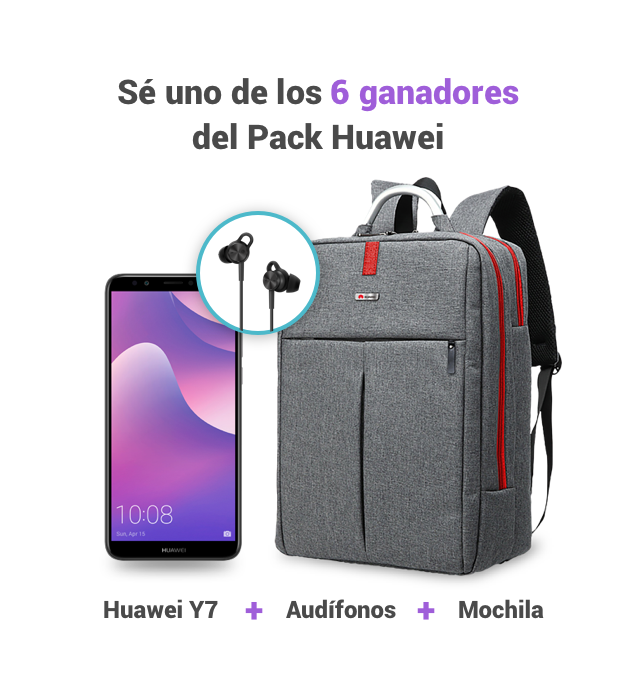 Sé uno de los 6 ganadores
del Pack Huawei
10:08
Sun, Apr 15
HUAWEI
Huawei Y7 + Audífonos + Mochila